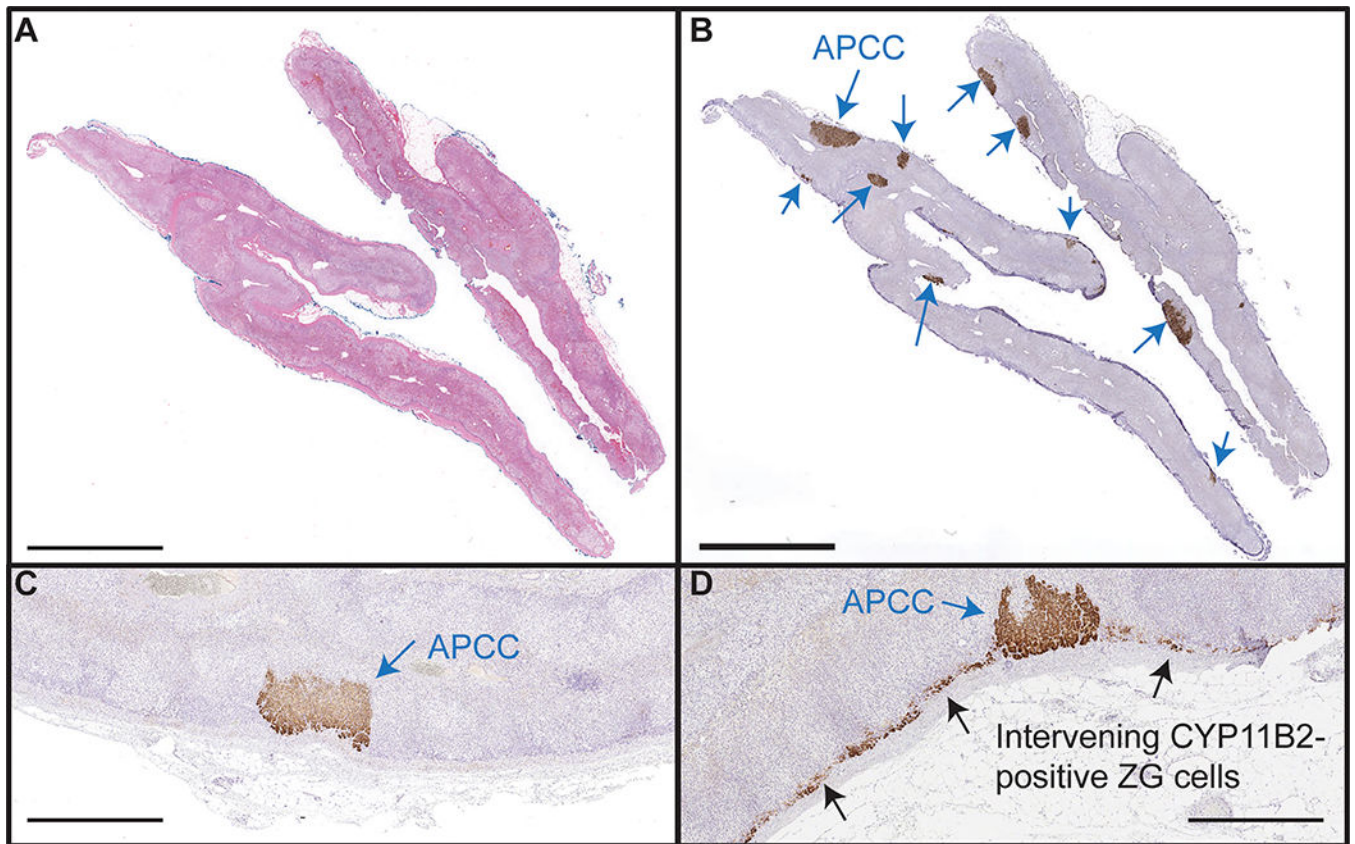 A
B
APCC
C
APCC
D
APCC
Intervening CYP11B2-
positive ZG cells